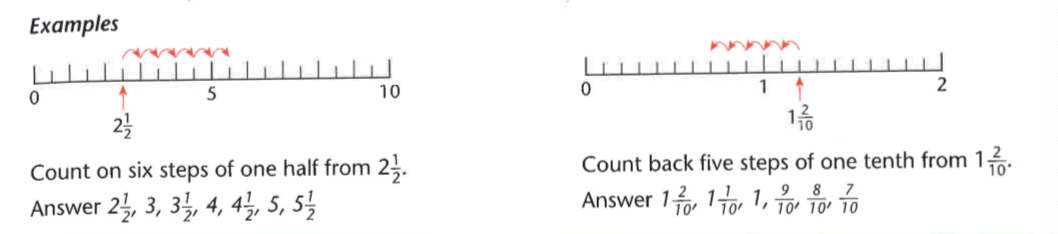 Examples
0 5 10
2½
Count on six steps of one half from 2½.
Answer 2½, 3, 3½, 4, 4½, 5, 5½
0 1 2
1 2/10
Count back five steps of one tenth from 1 2/10.
Answer 1 2/10, 1 1/10, 1, 9/10, 8/10, 7/10